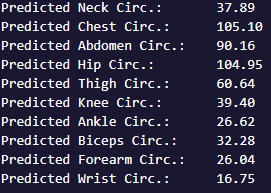 Predicted Neck Circ.: 37.89
Predicted Chest Circ.: 105.10
Predicted Abdomen Circ.: 90.16
Predicted Hip Circ.: 104.95
Predicted Thigh Circ.: 60.64
Predicted Knee Circ.: 39.40
Predicted Ankle Circ.: 26.62
Predicted Biceps Circ.: 32.28
Predicted Forearm Circ.: 26.04
Predicted Wrist Circ.: 16.75